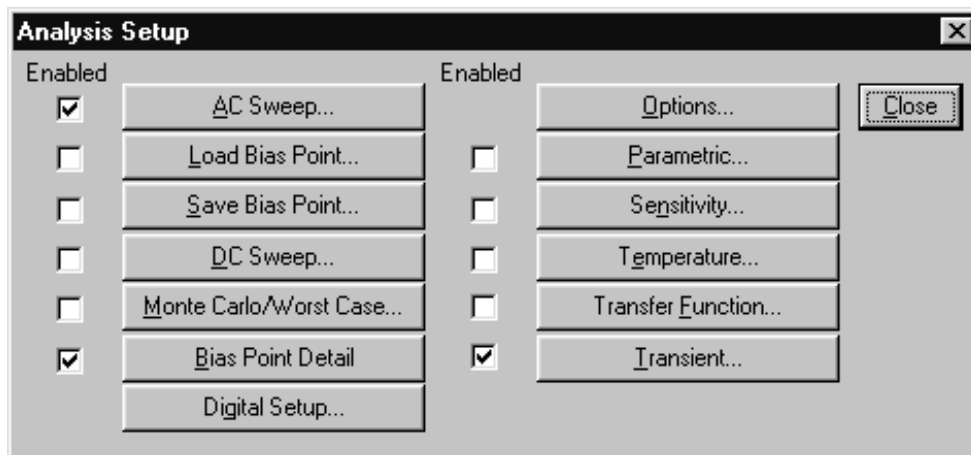 Analysis Setup
Enabled
AC Sweep...
Load Bias Point...
Save Bias Point...
DC Sweep...
Monte Carlo/Worst Case...
Bias Point Detail
Digital Setup...
Enabled
Options...
Parametric...
Sensitivity...
Temperature...
Transfer Function...
Transient...
Close